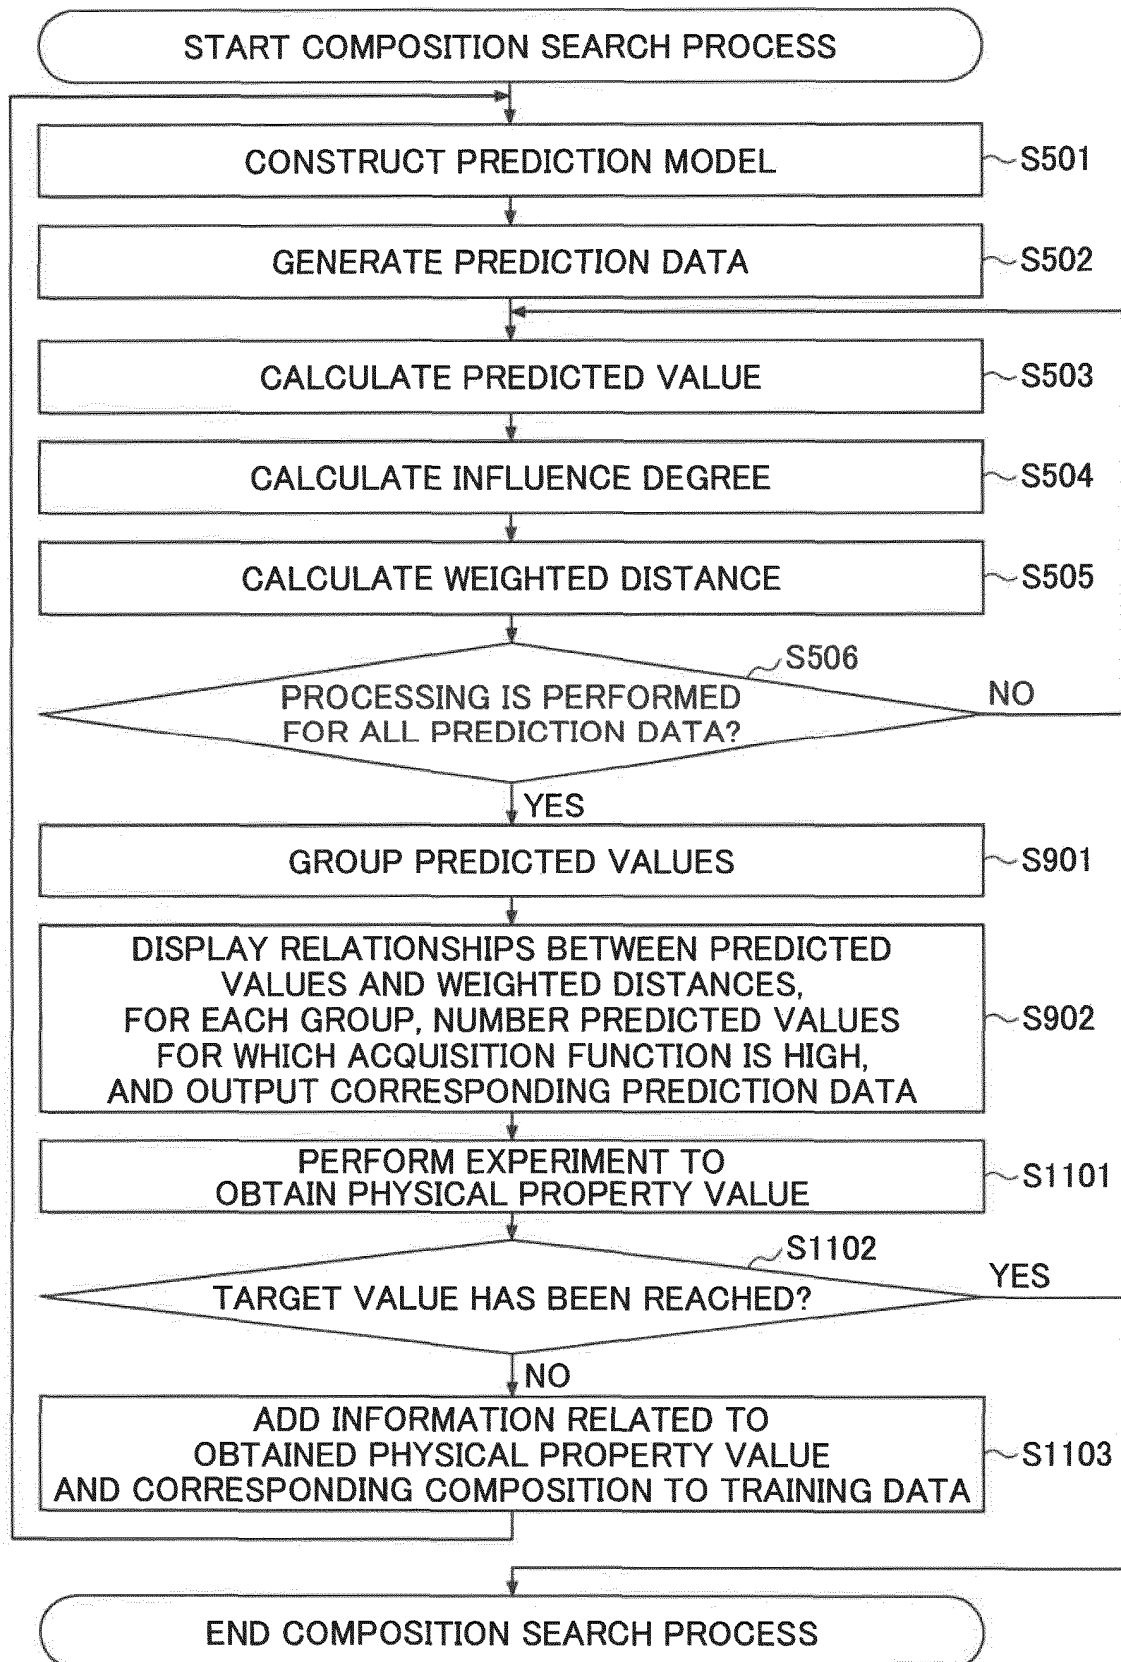 START COMPOSITION SEARCH PROCESS
CONSTRUCT PREDICTION MODEL
S501
GENERATE PREDICTION DATA
S502
CALCULATE PREDICTED VALUE
S503
CALCULATE INFLUENCE DEGREE
S504
CALCULATE WEIGHTED DISTANCE
S505
S506
PROCESSING IS PERFORMED
FOR ALL PREDICTION DATA?
NO
YES
GROUP PREDICTED VALUES
S901
DISPLAY RELATIONSHIPS BETWEEN PREDICTED
VALUES AND WEIGHTED DISTANCES,
FOR EACH GROUP, NUMBER PREDICTED VALUES
FOR WHICH ACQUISITION FUNCTION IS HIGH,
AND OUTPUT CORRESPONDING PREDICTION DATA
S902
PERFORM EXPERIMENT TO
OBTAIN PHYSICAL PROPERTY VALUE
S1101
S1102
TARGET VALUE HAS BEEN REACHED?
YES
NO
ADD INFORMATION RELATED TO
OBTAINED PHYSICAL PROPERTY VALUE
AND CORRESPONDING COMPOSITION TO TRAINING DATA
S1103
END COMPOSITION SEARCH PROCESS